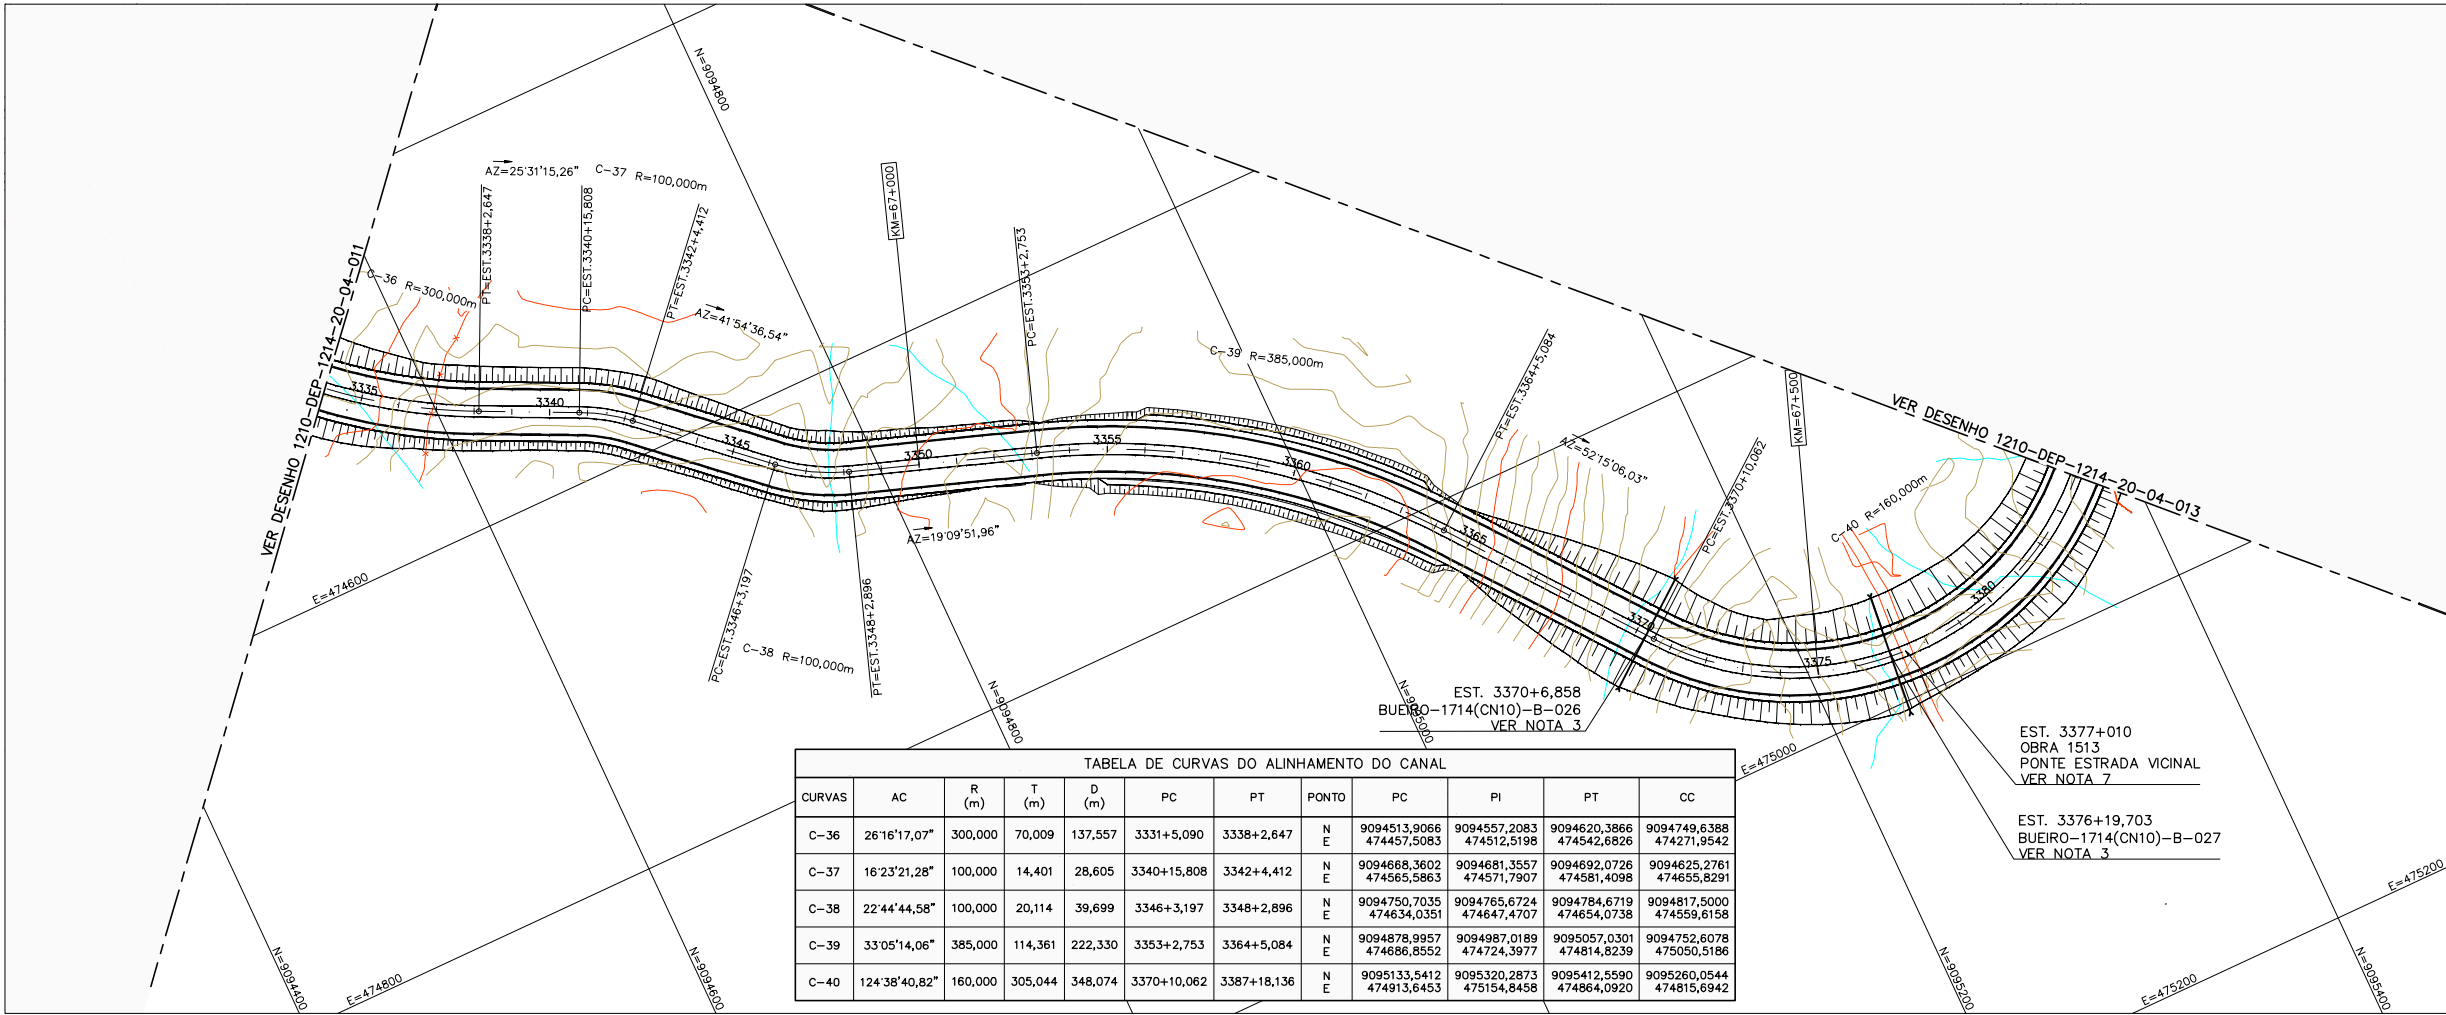 N=9094800
AZ=25°31'15,26"
C-37 R=100,000m
PT=EST.3338+2,647
PC=EST.3340+15,808
PT=EST.3342+4,412
KM=67+000
PC=EST.3353+2,753
C-36 R=300,000m
AZ=41°54'36,54"
C-39 R=385,000m
PT=EST.3364+5,084
AZ=52°15'06,03"
PC=EST.3370+10,062
KM=67+500
VER DESENHO 1210-DEP-1214-20-04-011
VER DESENHO 1210-DEP-1214-20-04-013
C-40 R=160,000m
3335
3340
3345
3350
3355
3360
3365
3370
3375
3380
AZ=19°09'51,96"
E=474600
PC=EST.3346+3,197
C-38 R=100,000m
PT=EST.3348+2,896
N=9094800
N=9095000
EST. 3370+6,858
BUEIRO-1714(CN10)-B-026
VER NOTA 3
E=475000
EST. 3377+010
OBRA 1513
PONTE ESTRADA VICINAL
VER NOTA 7
EST. 3376+19,703
BUEIRO-1714(CN10)-B-027
VER NOTA 3
E=475200
N=9094400
E=474800
N=9094600
N=9095200
E=475200
N=9095400
TABELA DE CURVAS DO ALINHAMENTO DO CANAL
CURVAS AC R (m) T (m) D (m) PC PT PONTO PC PI PT CC
C-36 26°16'17,07" 300,000 70,009 137,557 3331+5,090 3338+2,647 N 9094513,9066 9094557,2083 9094620,3866 9094749,6388
E 474457,5083 474512,5198 474542,6826 474271,9542
C-37 16°23'21,28" 100,000 14,401 28,605 3340+15,808 3342+4,412 N 9094668,3602 9094681,3557 9094692,0726 9094625,2761
E 474565,5863 474571,7907 474581,4098 474655,8291
C-38 22°44'44,58" 100,000 20,114 39,699 3346+3,197 3348+2,896 N 9094750,7035 9094765,6724 9094784,6719 9094817,5000
E 474634,0351 474647,4707 474654,0738 474559,6158
C-39 33°05'14,06" 385,000 114,361 222,330 3353+2,753 3364+5,084 N 9094878,9957 9094987,0189 9095057,0301 9094752,6078
E 474686,8552 474724,3977 474814,8239 475050,5186
C-40 124°38'40,82" 160,000 305,044 348,074 3370+10,062 3387+18,136 N 9095133,5412 9095320,2873 9095412,5590 9095260,0544
E 474913,6453 475154,8458 474864,0920 474815,6942